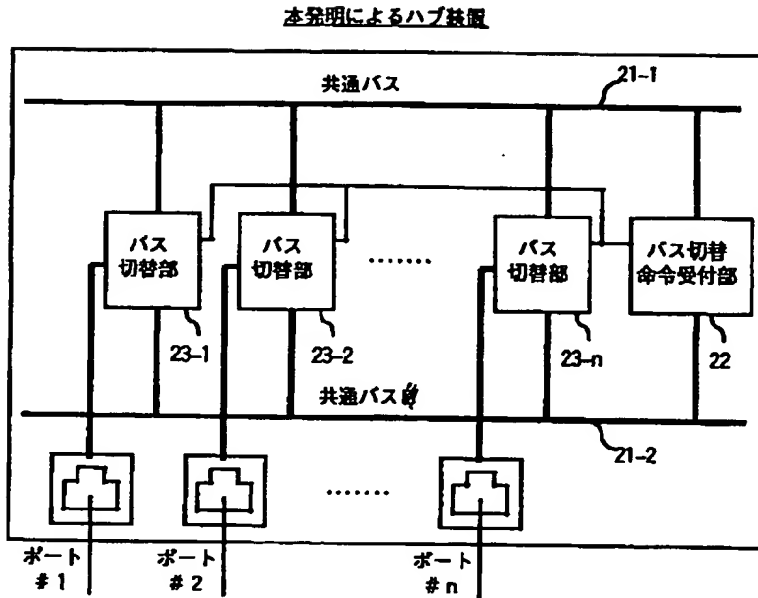 本発明によるハブ装置
共通バス
21-1
バス
切替部
バス
切替部
.......
バス
切替部
バス切替
命令受付部
23-1
23-2
23-n
22
共通バス
21-2
.......
ポート
#1
ポート
#2
ポート
#n